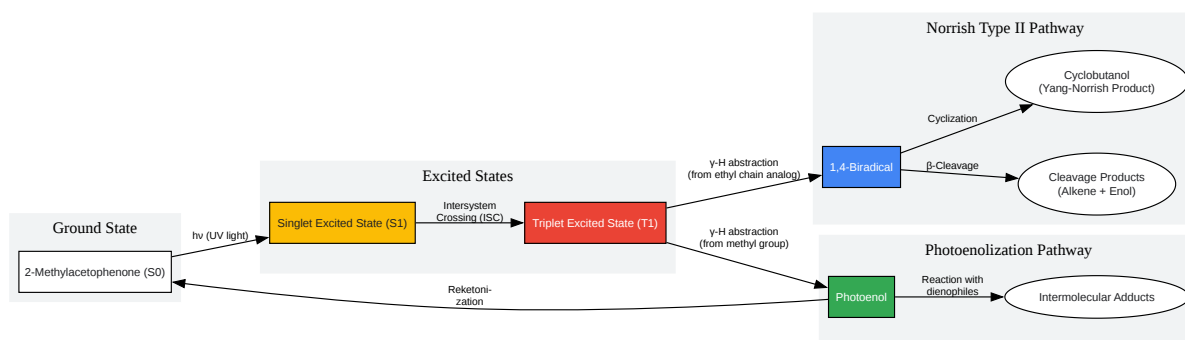 Norrish Type II Pathway
Cyclobutanol
(Yang-Norrish Product)
Cyclization
1,4-Biradical
β-Cleavage
Cleavage Products
(Alkene + Enol)
γ-H abstraction
(from ethyl chain analog)
Excited States
Singlet Excited State (S1)
Intersystem
Crossing (ISC)
Triplet Excited State (T1)
Ground State
2-Methylacetophenone (S0)
hν (UV light)
γ-H abstraction
(from methyl group)
Photoenolization Pathway
Photoenol
Reaction with
dienophiles
Intermolecular Adducts
Reketoni-
zation